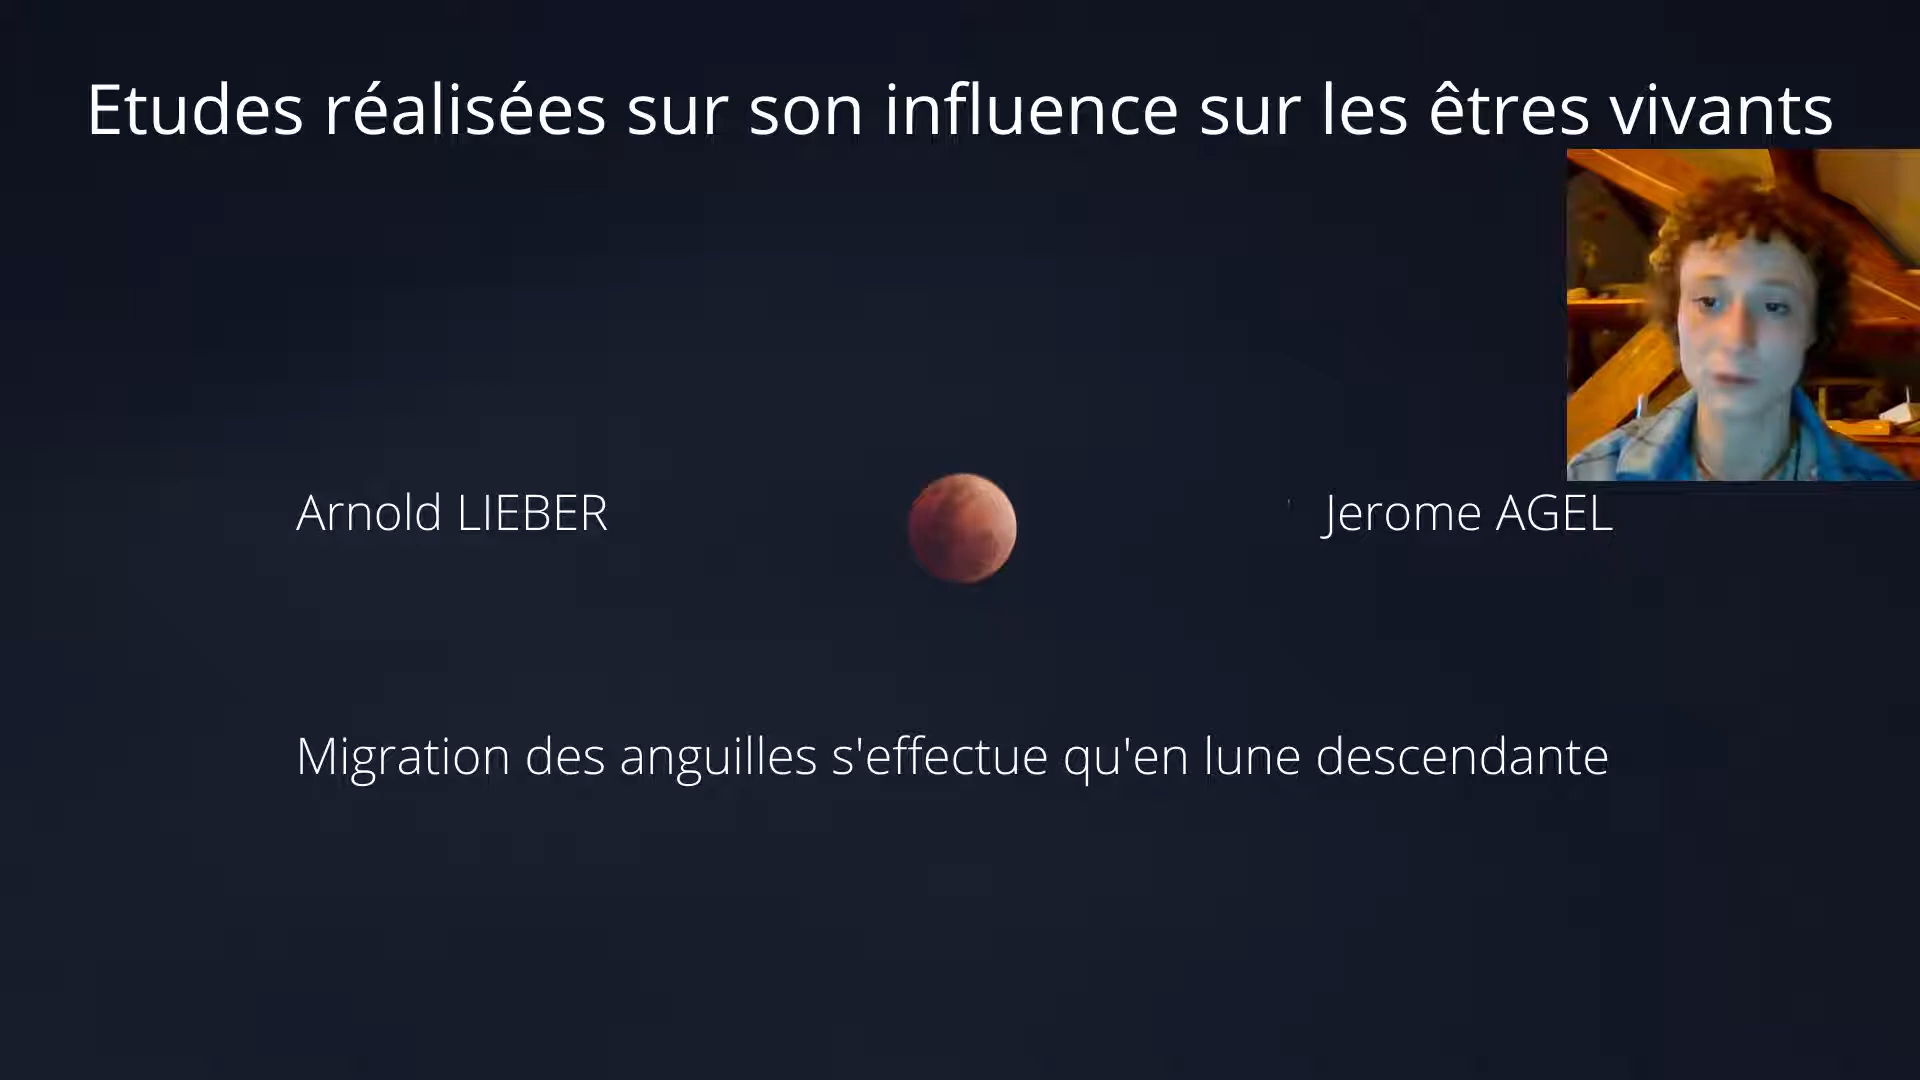 Etudes réalisées sur son influence sur les êtres vivants
Arnold LIEBER
Jerome AGEL
Migration des anguilles s'effectue qu'en lune descendante